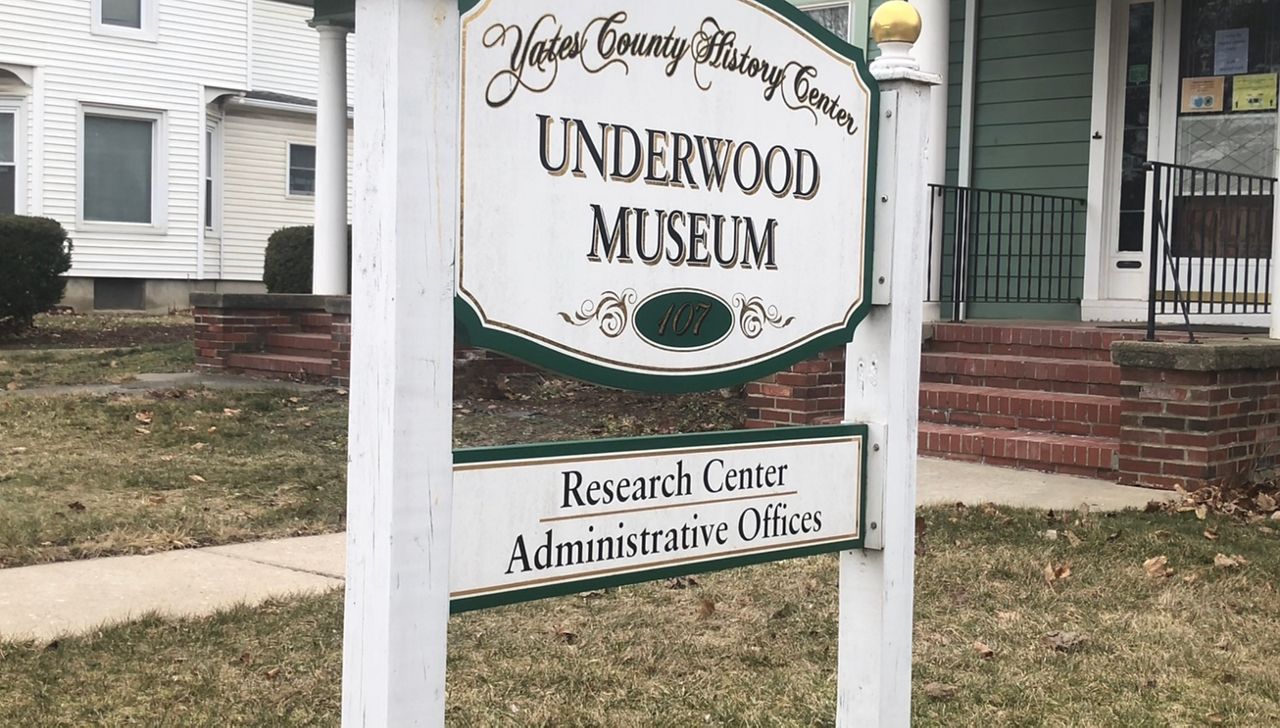 Yates County History Center
UNDERWOOD
MUSEUM
107
Research Center
Administrative Offices